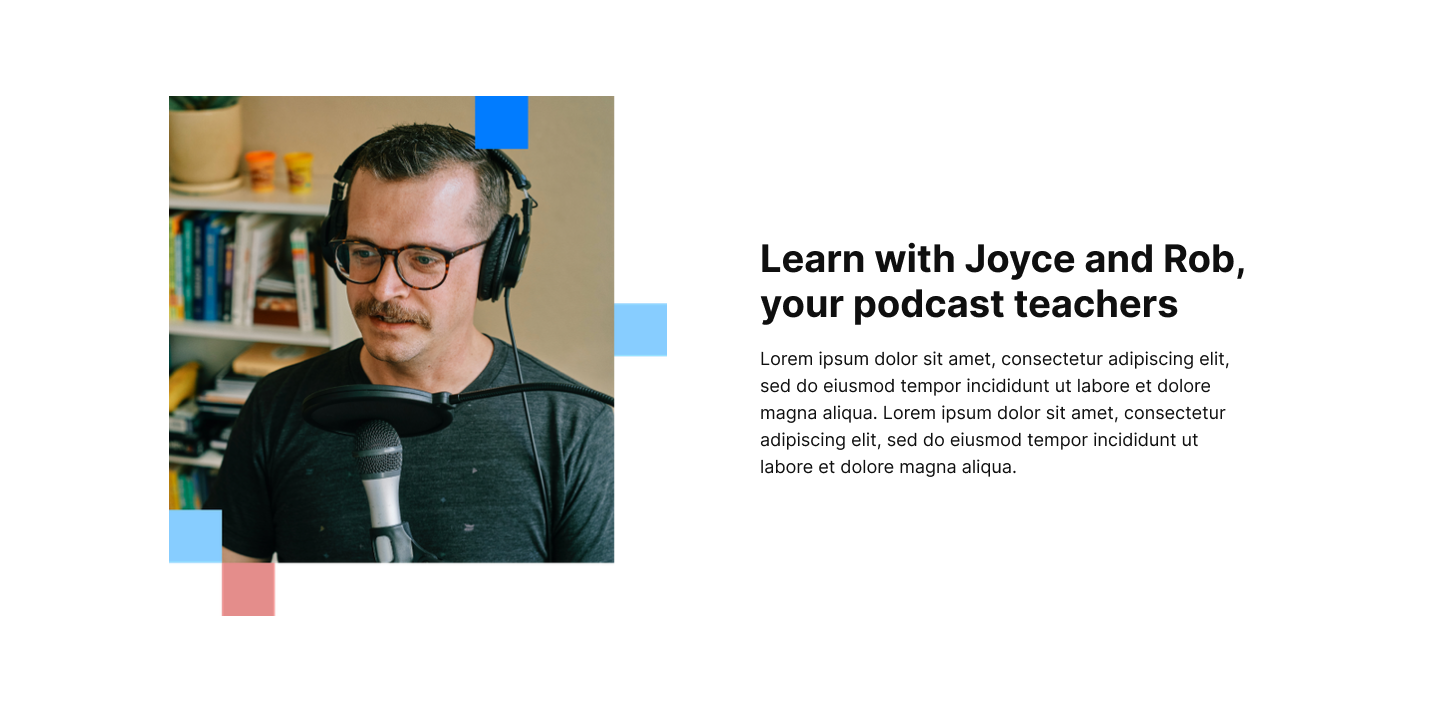 Learn with Joyce and Rob,
your podcast teachers
Lorem ipsum dolor sit amet, consectetur adipiscing elit,
sed do eiusmod tempor incididunt ut labore et dolore
magna aliqua. Lorem ipsum dolor sit amet, consectetur
adipiscing elit, sed do eiusmod tempor incididunt ut
labore et dolore magna aliqua.